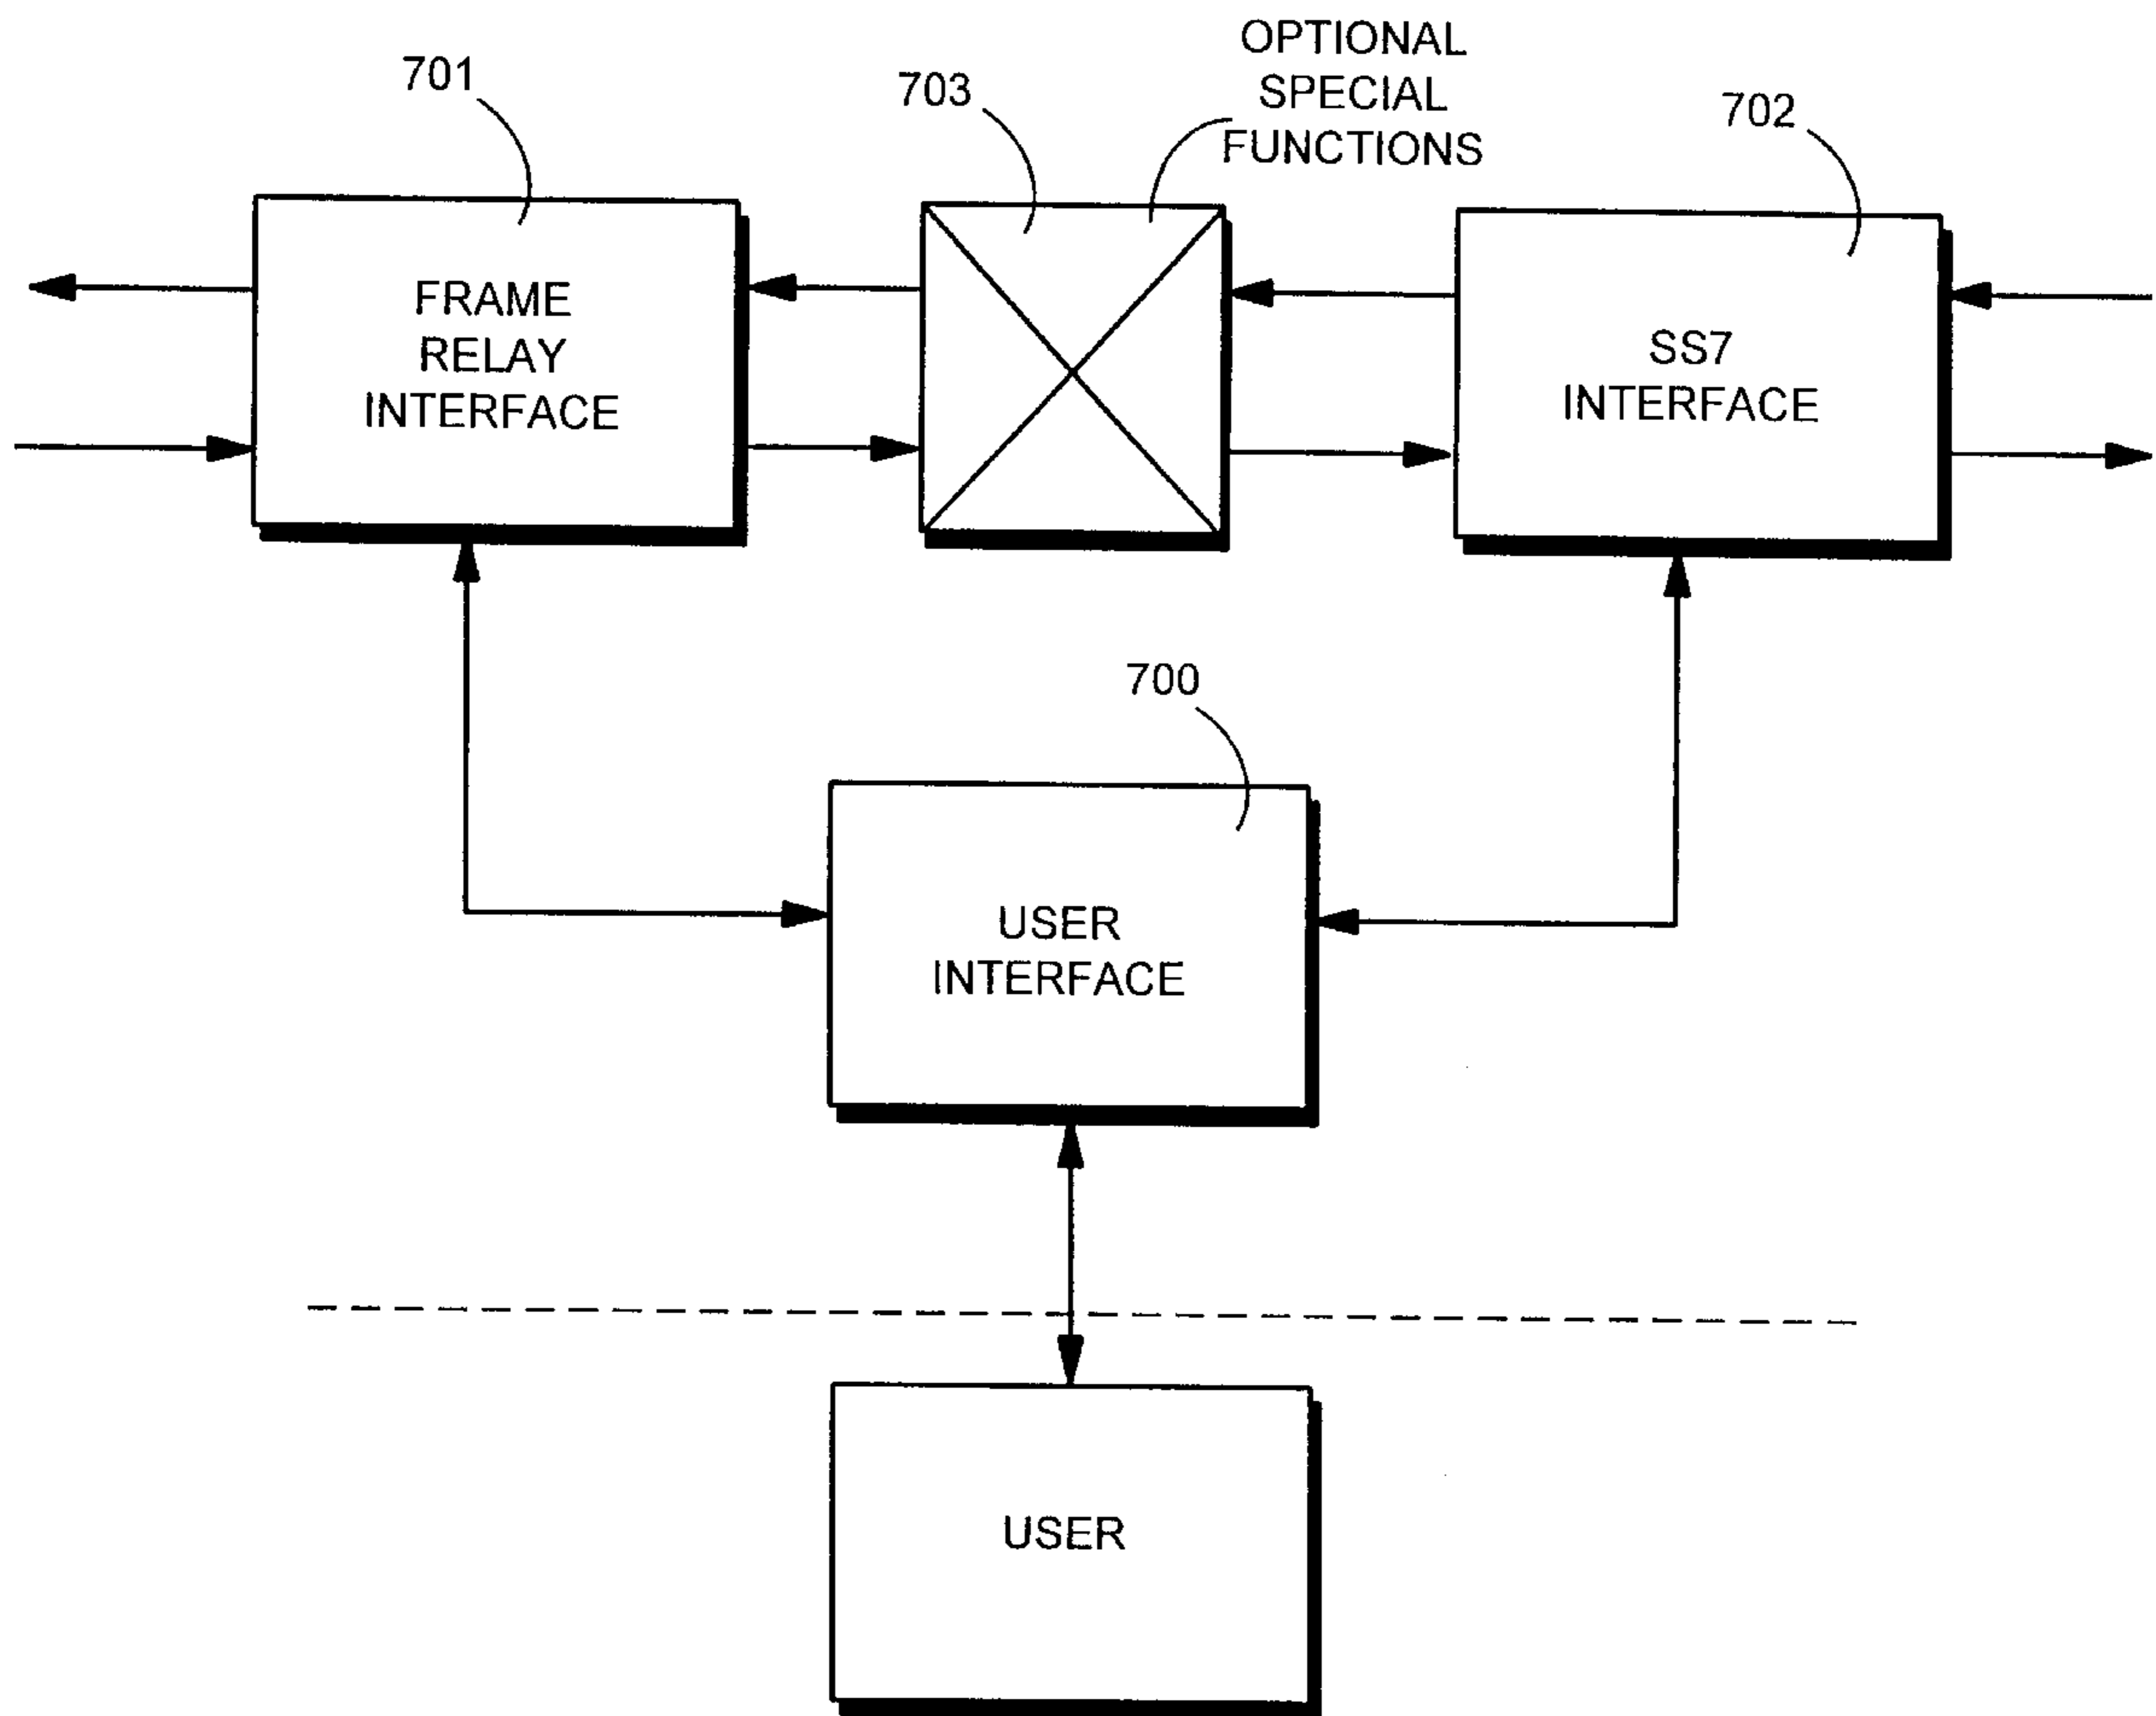 OPTIONAL
SPECIAL
FUNCTIONS
701
703
702
FRAME
RELAY
INTERFACE
SS7
INTERFACE
700
USER
INTERFACE
USER